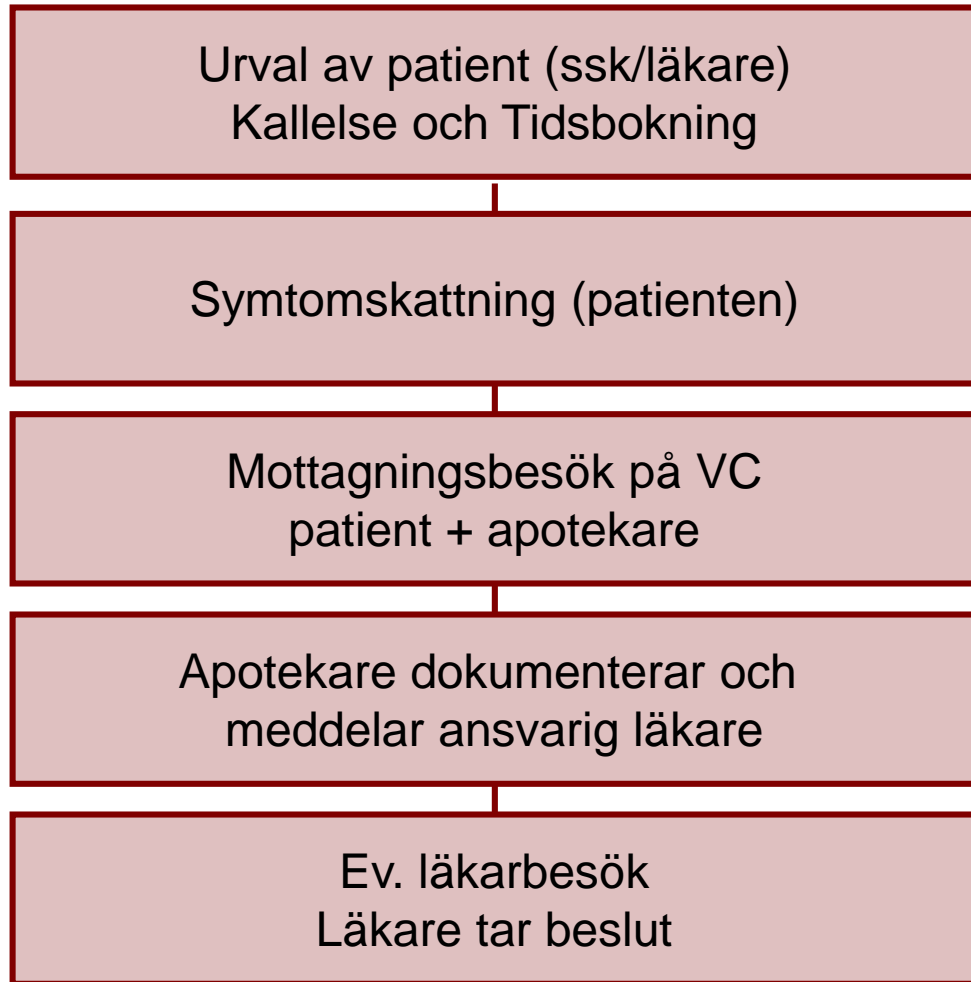 Urval av patient (ssk/läkare)
Kallelse och Tidsbokning
Symtomskattning (patienten)
Mottagningsbesök på VC
patient + apotekare
Apotekare dokumenterar och
meddelar ansvarig läkare
Ev. läkarbesök
Läkare tar beslut